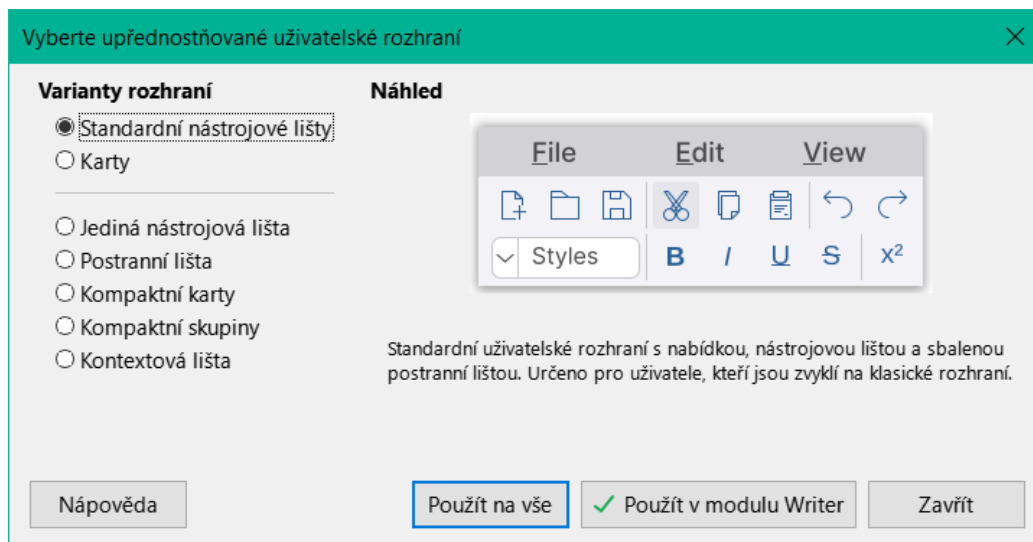 Vyberte upřednostňované uživatelské rozhraní
Varianty rozhraní
Standardní nástrojové lišty
Karty
Jediná nástrojová lišta
Postranní lišta
Kompaktní karty
Kompaktní skupiny
Kontextová lišta
Náhled
File Edit View
Styles B I U S x²
Standardní uživatelské rozhraní s nabídkou, nástrojovou lištou a sbalenou
postranní lištou. Určeno pro uživatele, kteří jsou zvyklí na klasické rozhraní.
Nápověda Použít na vše Použít v modulu Writer Zavřít